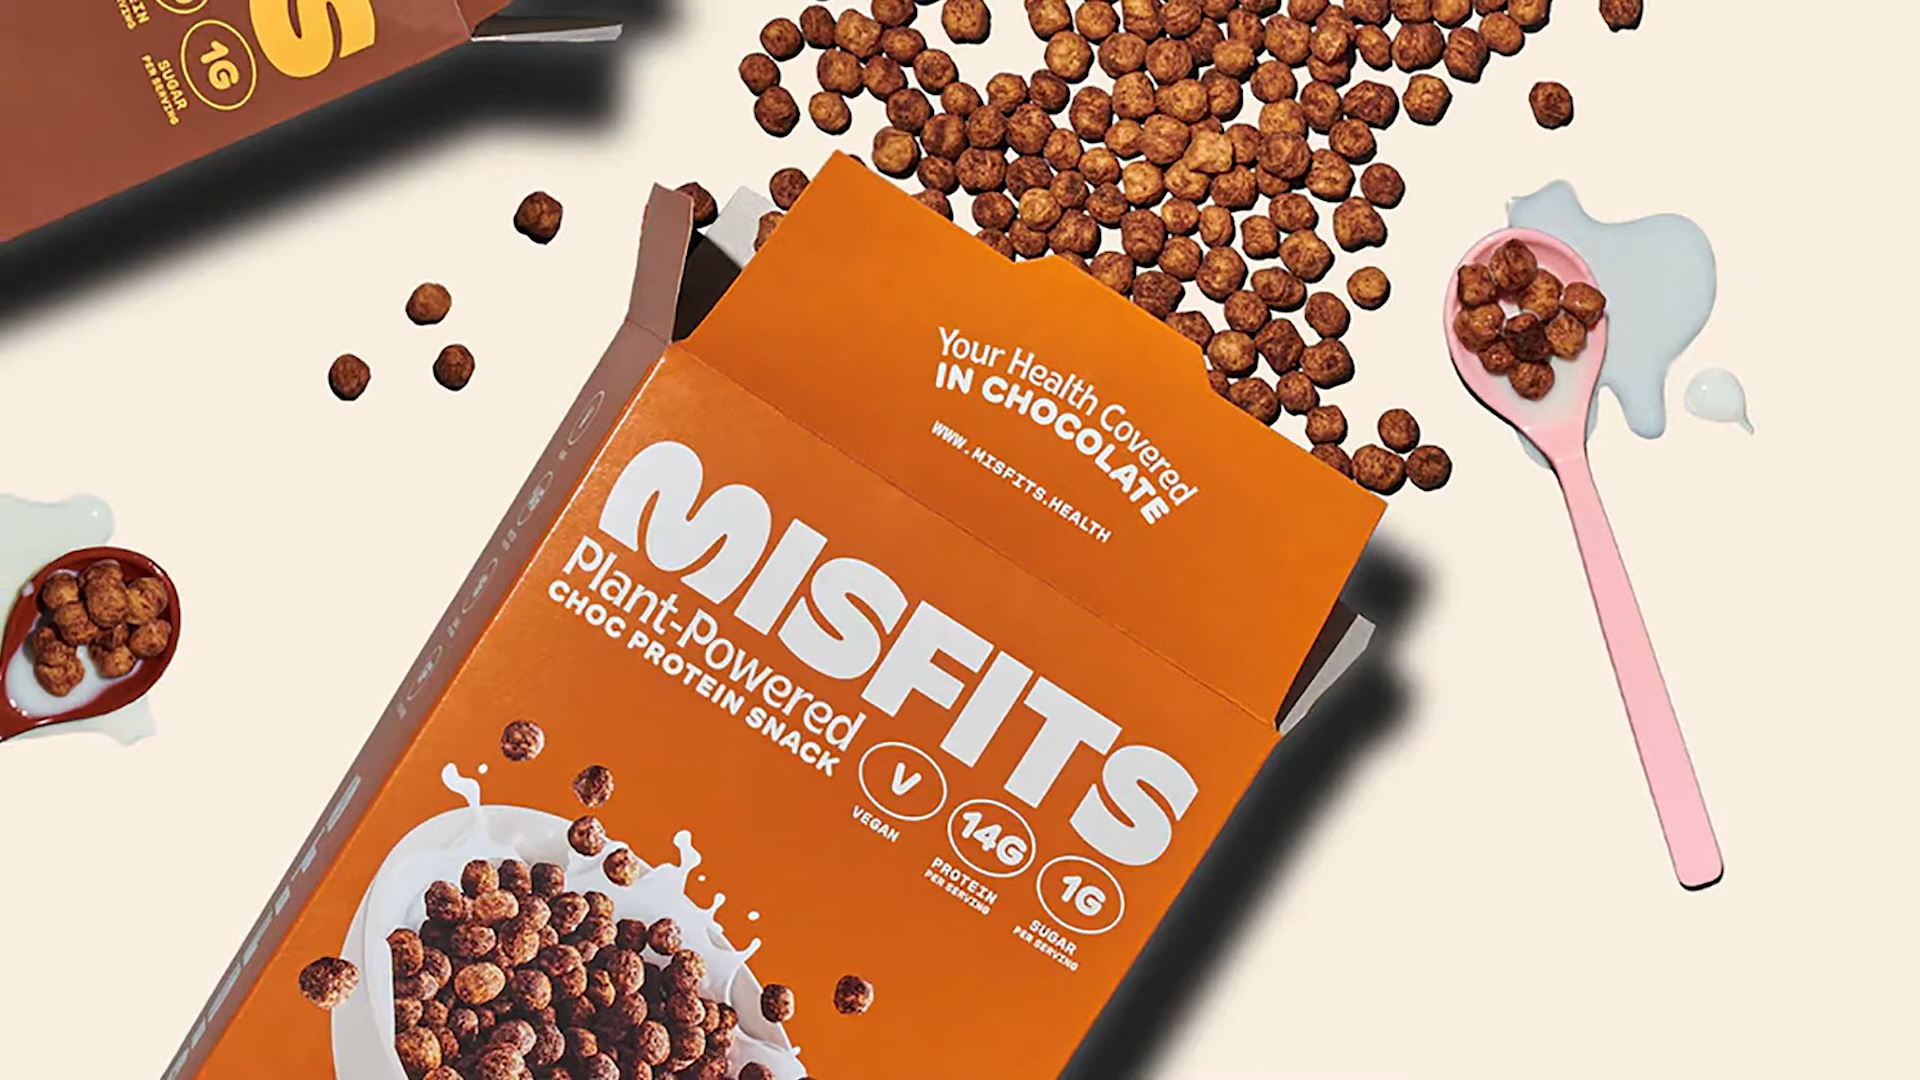 S
1G
SUGAR
PER SERVING
Your Health Covered
IN CHOCOLATE
WWW.MISFITS.HEALTH
MISFITS
plant-powered
CHOC PROTEIN SNACK
V
VEGAN
14G
PROTEIN
PER SERVING
1G
SUGAR
PER SERVING